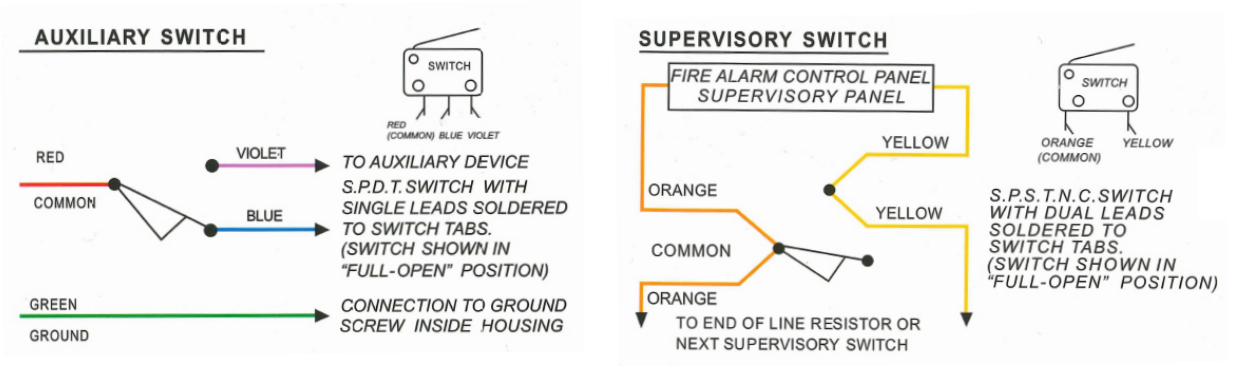 AUXILIARY SWITCH
SWITCH
RED
(COMMON) BLUE VIOLET
RED
COMMON
VIOLET
BLUE
TO AUXILIARY DEVICE
S.P.D.T. SWITCH WITH
SINGLE LEADS SOLDERED
TO SWITCH TABS.
(SWITCH SHOWN IN
"FULL-OPEN" POSITION)
GREEN
GROUND
CONNECTION TO GROUND
SCREW INSIDE HOUSING
SUPERVISORY SWITCH
FIRE ALARM CONTROL PANEL
SUPERVISORY PANEL
SWITCH
ORANGE
(COMMON)
YELLOW
YELLOW
ORANGE
YELLOW
COMMON
ORANGE
S.P.S.T.N.C. SWITCH
WITH DUAL LEADS
SOLDERED TO
SWITCH TABS.
(SWITCH SHOWN IN
"FULL-OPEN" POSITION)
TO END OF LINE RESISTOR OR
NEXT SUPERVISORY SWITCH